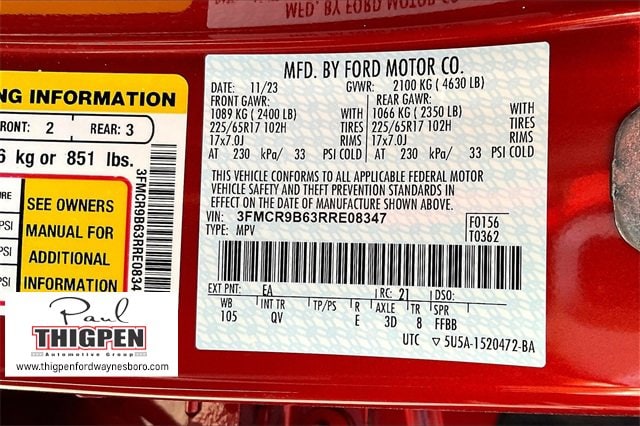 MFD. BY FORD MOTOR CO.
MFD. BY FORD MOTOR CO.
DATE: 11/23 GVWR: 2100 KG ( 4630 LB)
FRONT GAWR: REAR GAWR:
1089 KG ( 2400 LB) WITH 1066 KG ( 2350 LB) WITH
225/65R17 102H TIRES 225/65R17 102H TIRES
17x7.0J RIMS 17x7.0J RIMS
AT 230 kPa/ 33 PSI COLD AT 230 kPa/ 33 PSI COLD
THIS VEHICLE CONFORMS TO ALL APPLICABLE FEDERAL MOTOR
VEHICLE SAFETY AND THEFT PREVENTION STANDARDS IN
EFFECT ON THE DATE OF MANUFACTURE SHOWN ABOVE.
VIN: 3FMCR9B63RRE08347
TYPE: MPV
F0156
T0362
EXT PNT: EA RC: 21 DSO:
WB INT TR TP/PS R AXLE TR SPR
105 QV E 3D 8 FFBB
UTC ▽ 5U5A-1520472-BA
NG INFORMATION
RONT: 2 REAR: 3
6 kg or 851 lbs.
3FMCR9B63RRE0834
URE
PSI
PSI
PSI
SEE OWNERS
MANUAL FOR
ADDITIONAL
INFORMATION
Paul
THIGPEN
Automotive Group
www.thigpenfordwaynesboro.com